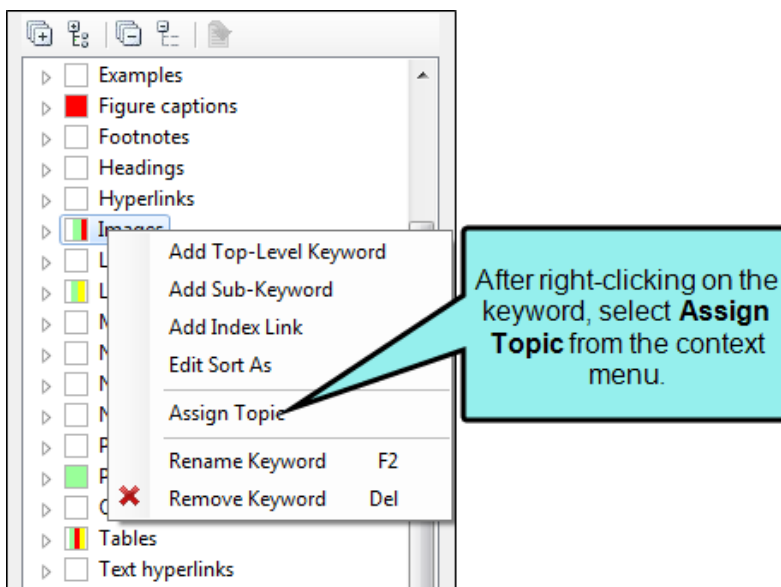 Examples
Figure captions
Footnotes
Headings
Hyperlinks
Images
Add Top-Level Keyword
Add Sub-Keyword
Add Index Link
Edit Sort As
Assign Topic
Rename Keyword F2
Remove Keyword Del
L
L
M
N
N
N
P
P
Tables
Text hyperlinks
After right-clicking on the
keyword, select Assign
Topic from the context
menu.